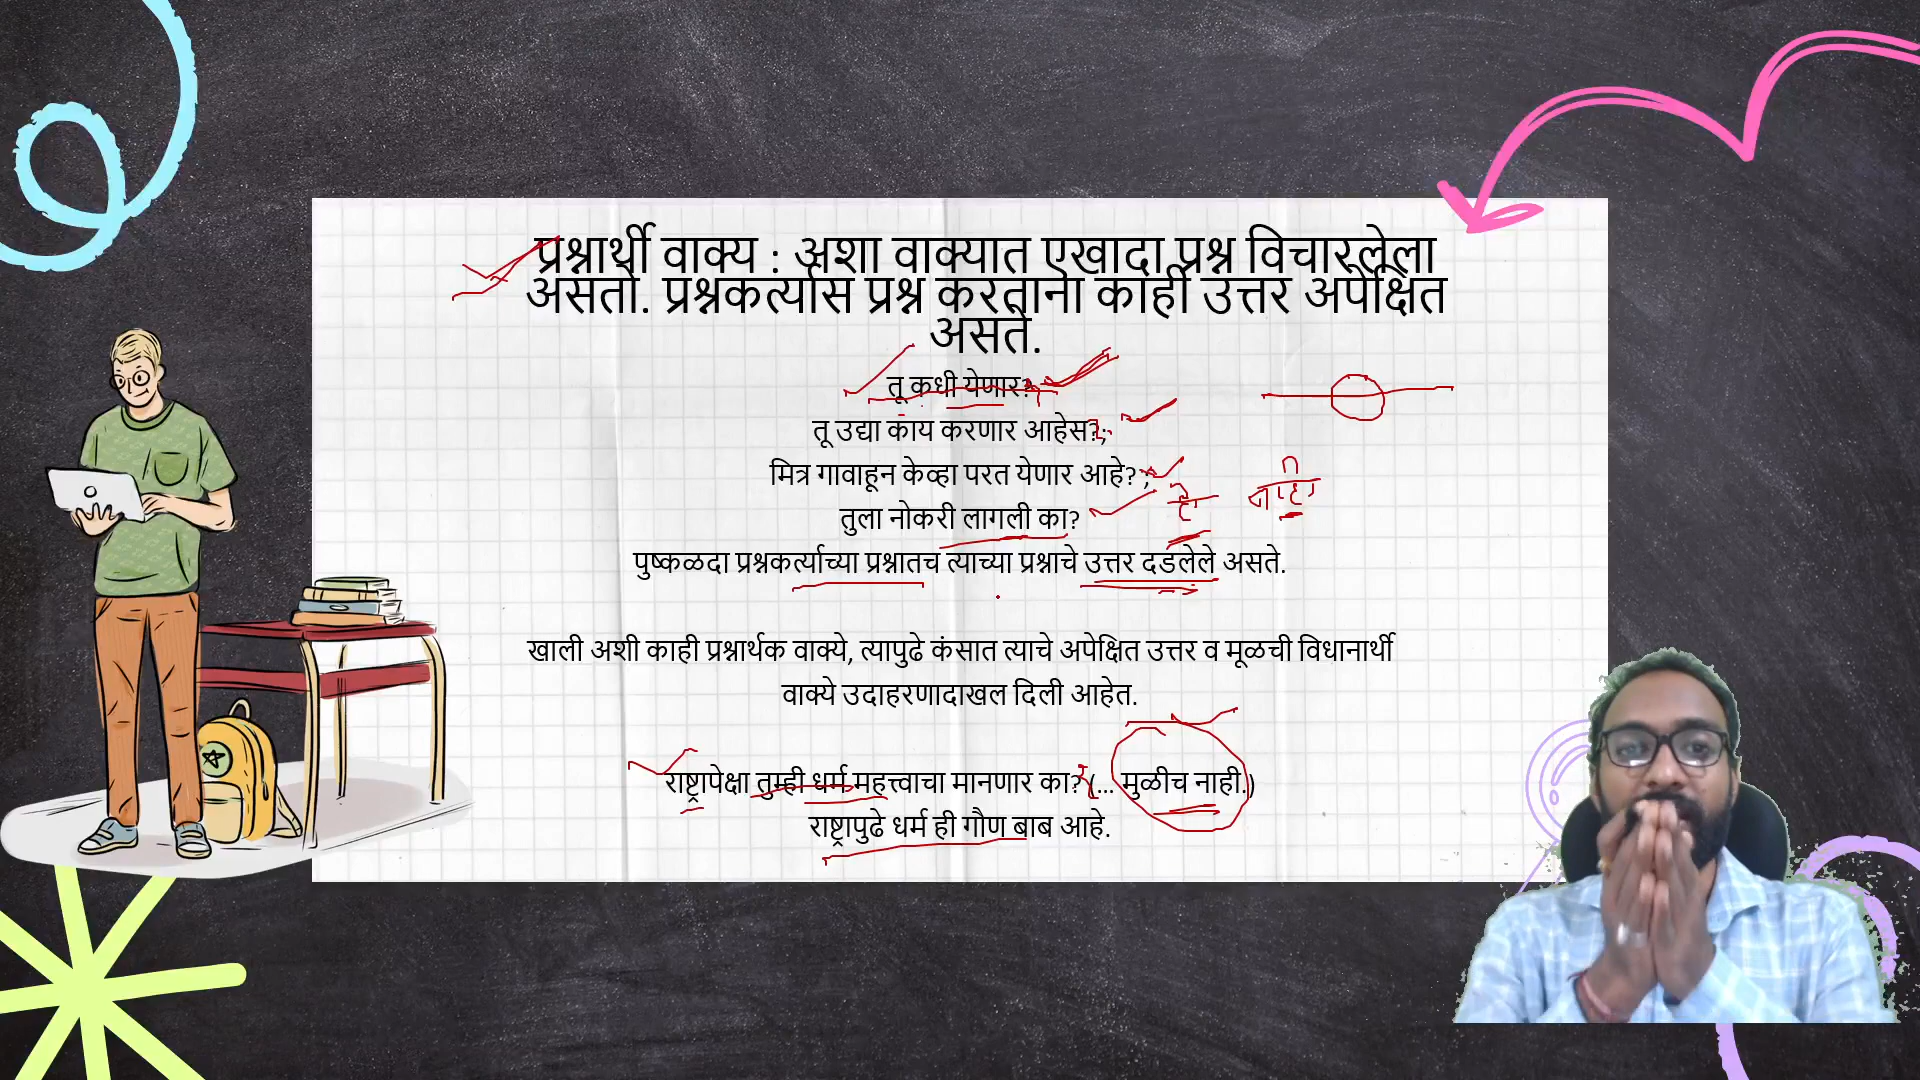 प्रश्नार्थी वाक्य : अशा वाक्यात एखादा प्रश्न विचारलेला
असतो. प्रश्नकर्त्यास प्रश्न करताना काही उत्तर अपेक्षित
असते.
तू कधी येणार?
तू उद्या काय करणार आहेस?;
मित्र गावाहून केव्हा परत येणार आहे? ;
तुला नोकरी लागली का?
हो नाही
पुष्कळदा प्रश्नकर्त्याच्या प्रश्नातच त्याच्या प्रश्नाचे उत्तर दडलेले असते.
खाली अशी काही प्रश्नार्थक वाक्ये, त्यापुढे कंसात त्याचे अपेक्षित उत्तर व मूळची विधानार्थी
वाक्ये उदाहरणादाखल दिली आहेत.
राष्ट्रापेक्षा तुम्ही धर्म महत्त्वाचा मानणार का? (... मुळीच नाही.)
राष्ट्रापुढे धर्म ही गौण बाब आहे.